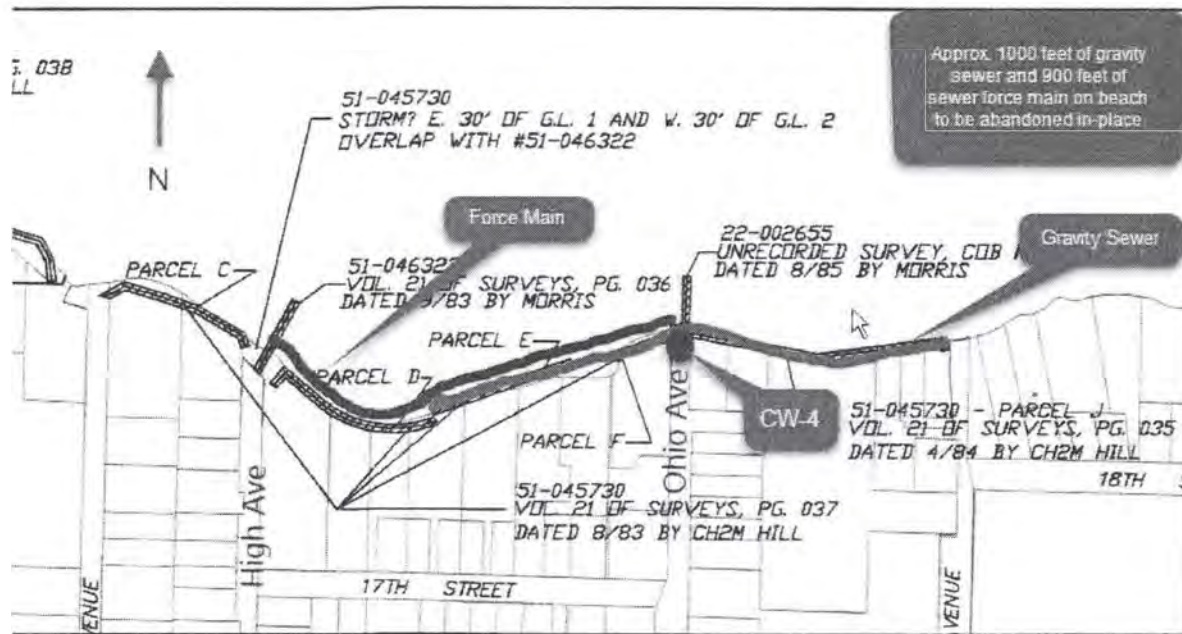 G. 03B
LL
N
51-045730
STORM? E. 30' OF G.L. 1 AND W. 30' OF G.L. 2
OVERLAP WITH #51-046322
Approx. 1000 feet of gravity
sewer and 900 feet of
sewer force main on beach
to be abandoned in-place
Force Main
22-002655
UNRECORDED SURVEY, COB
DATED 8/85 BY MORRIS
Gravity Sewer
PARCEL C
51-046322
VOL. 21 OF SURVEYS, PG. 036
DATED 9/83 BY MORRIS
PARCEL E
PARCEL D
PARCEL F
CW-4
51-045730 - PARCEL J
VOL. 21 OF SURVEYS, PG. 035
DATED 4/84 BY CH2M HILL
18TH
51-045730
VOL. 21 OF SURVEYS, PG. 037
DATED 8/83 BY CH2M HILL
High Ave
Ohio Ave
17TH STREET
VENUE
VENUE